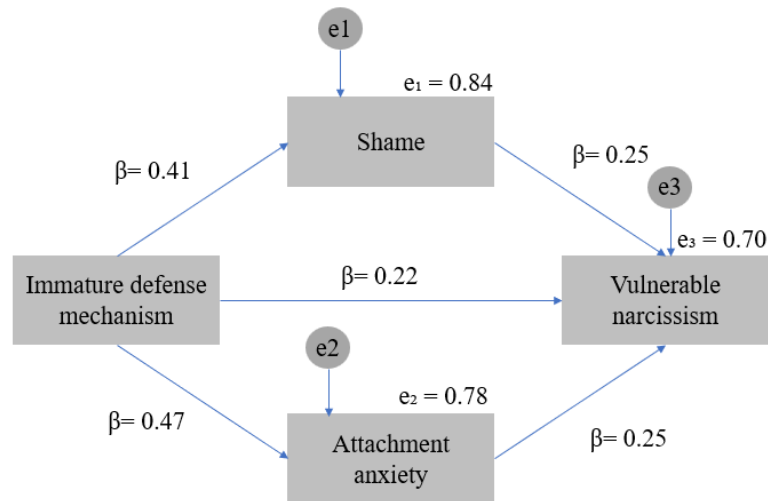 e1
e₁ = 0.84
Shame
β= 0.41
β= 0.25
e3
e₃ = 0.70
Immature defense
mechanism
β= 0.22
Vulnerable
narcissism
e2
e₂ = 0.78
β= 0.47
Attachment
anxiety
β= 0.25